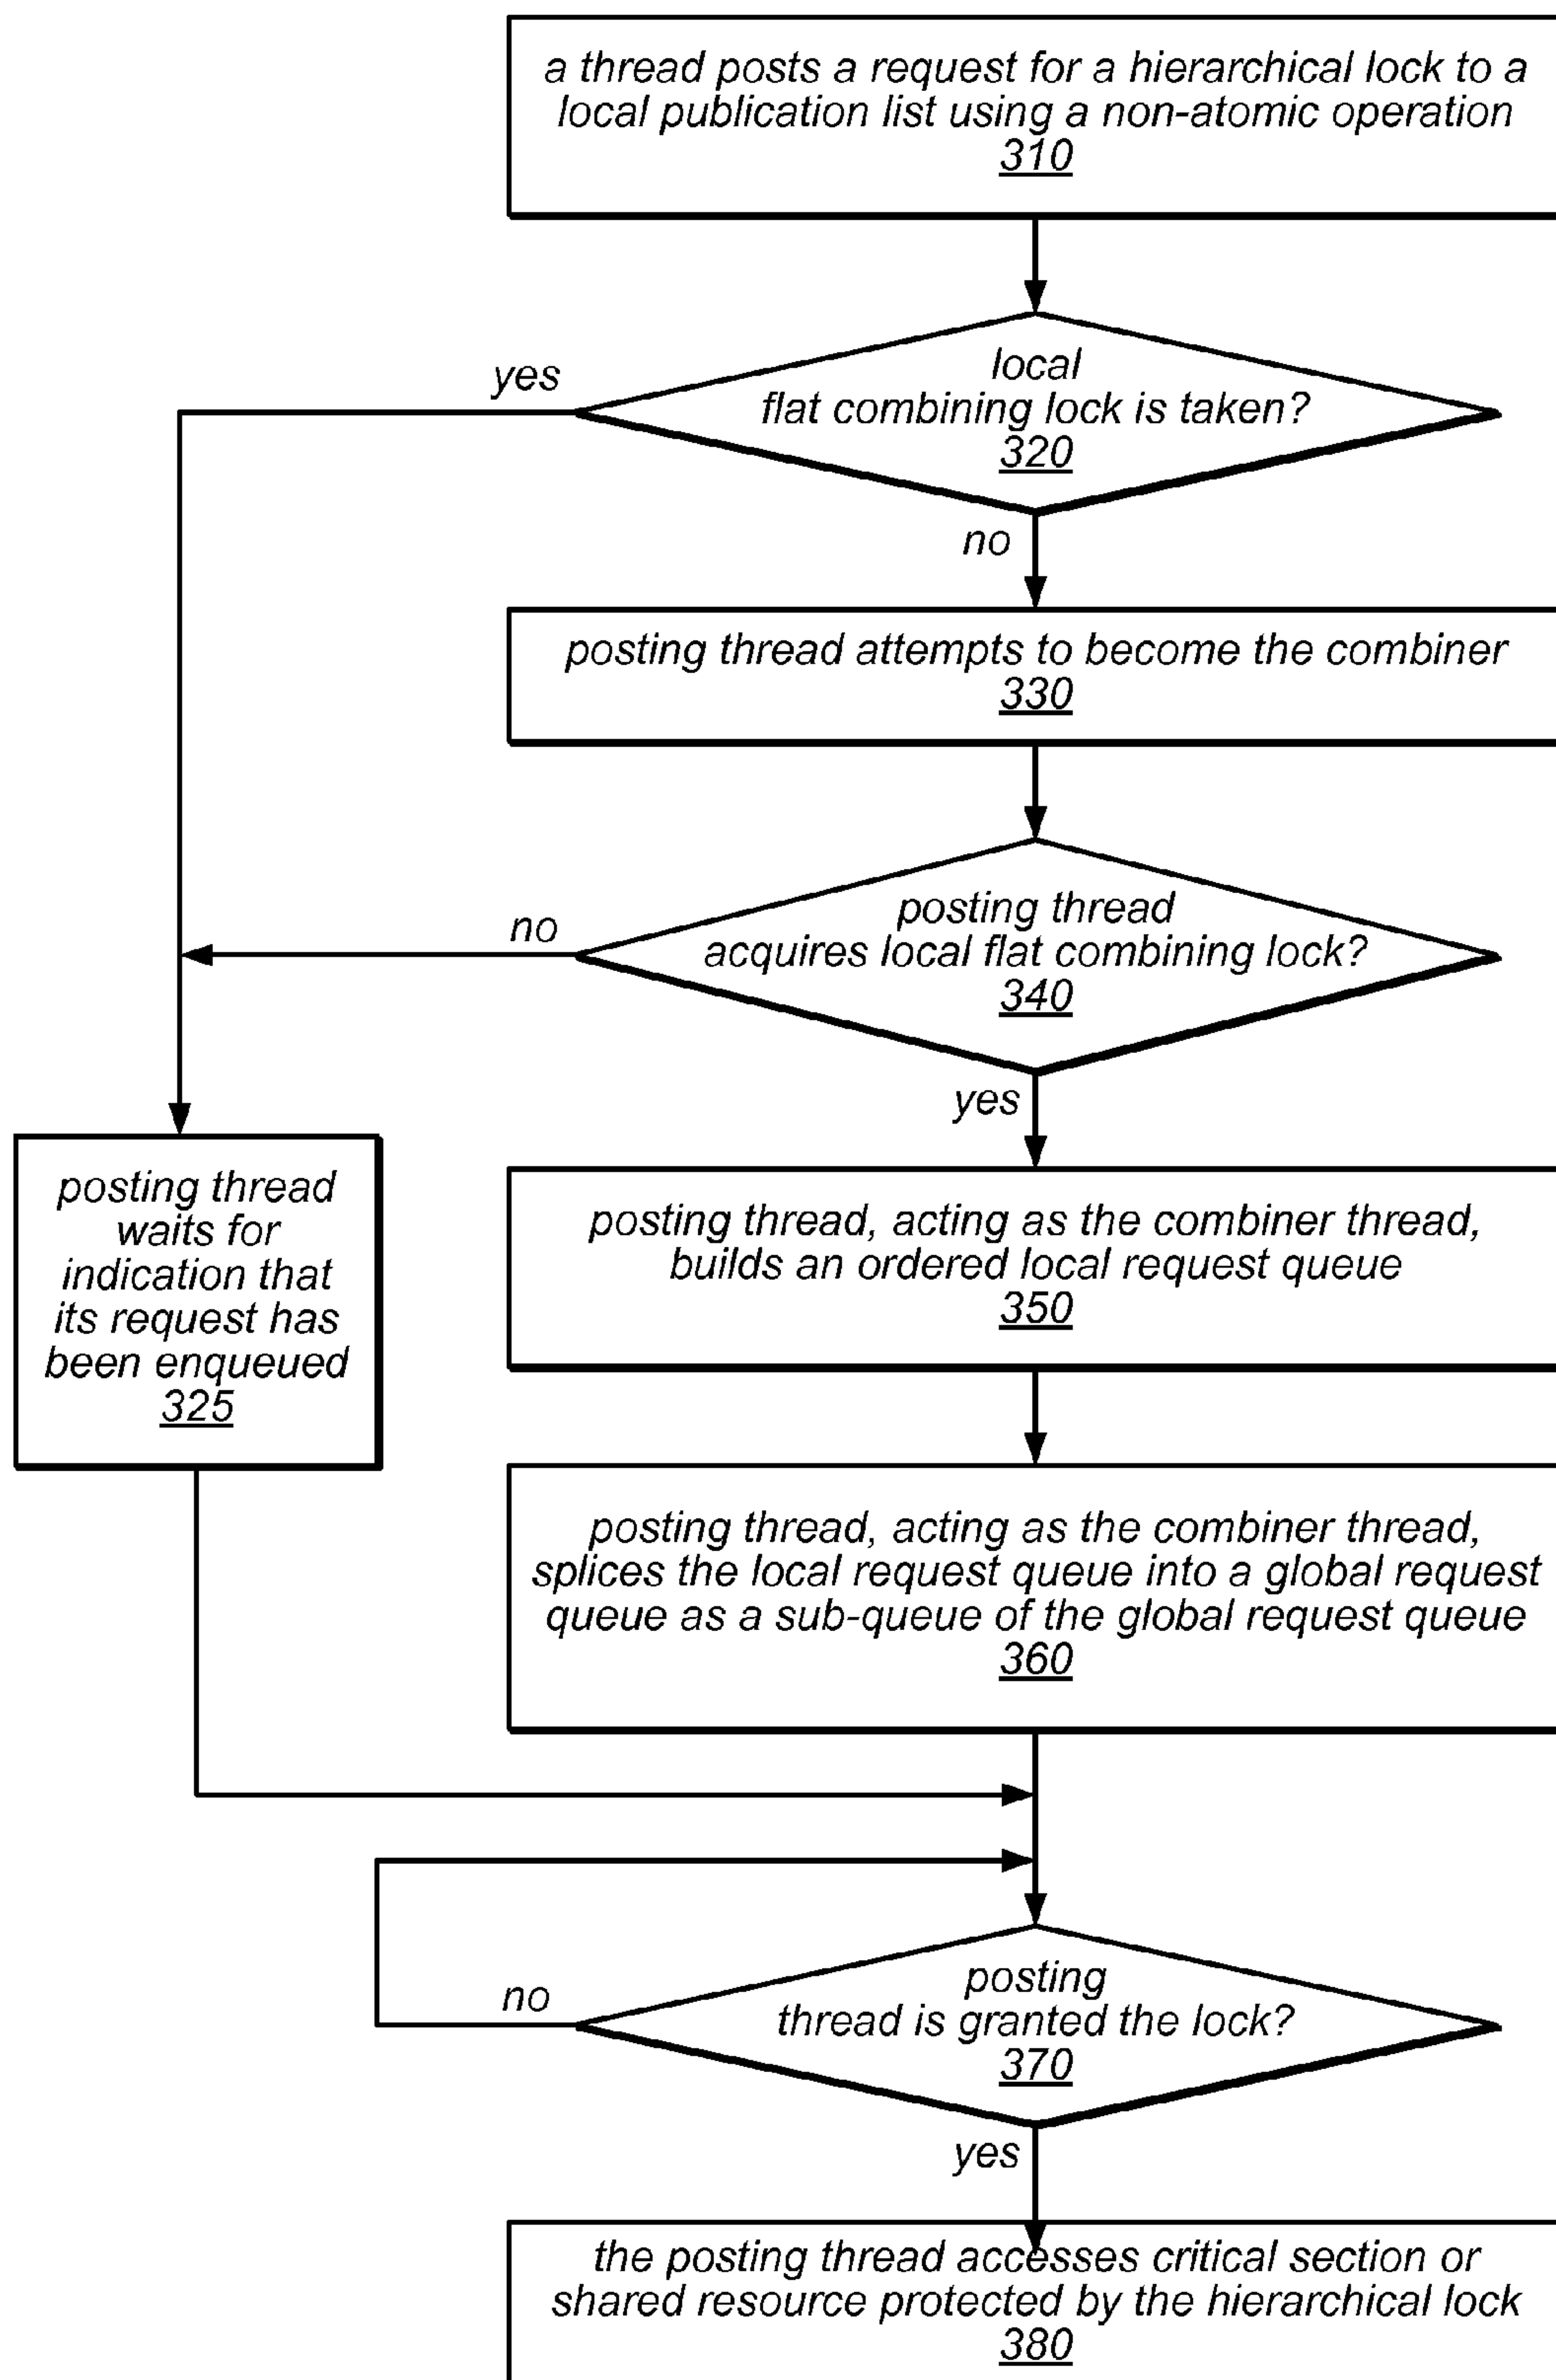 a thread posts a request for a hierarchical lock to a
local publication list using a non-atomic operation
310
local
flat combining lock is taken?
320
yes
no
posting thread attempts to become the combiner
330
posting thread
acquires local flat combining lock?
340
no
yes
posting thread
waits for
indication that
its request has
been enqueued
325
posting thread, acting as the combiner thread,
builds an ordered local request queue
350
posting thread, acting as the combiner thread,
splices the local request queue into a global request
queue as a sub-queue of the global request queue
360
posting
thread is granted the lock?
370
no
yes
the posting thread accesses critical section or
shared resource protected by the hierarchical lock
380